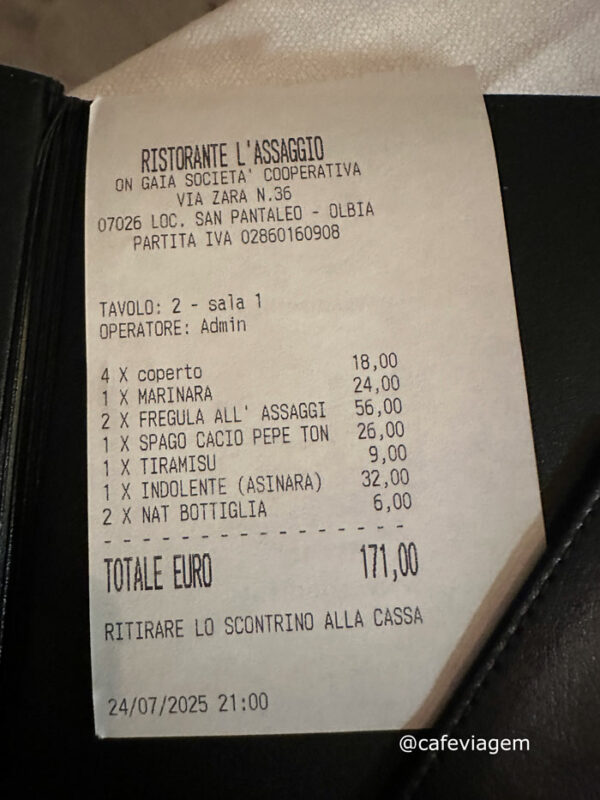 RISTORANTE L'ASSAGGIO
ON GAIA SOCIETA' COOPERATIVA
VIA ZARA N.36
07026 LOC. SAN PANTALEO - OLBIA
PARTITA IVA 02860160908
TAVOLO: 2 - sala 1
OPERATORE: Admin
4 X coperto 18,00
1 X MARINARA 24,00
2 X FREGULA ALL' ASSAGGI 56,00
1 X SPAGO CACIO PEPE TON 26,00
1 X TIRAMISU 9,00
1 X INDOLENTE (ASINARA) 32,00
2 X NAT BOTTIGLIA 6,00
- - - - - - - - - - - - - - - -
TOTALE EURO 171,00
RITIRARE LO SCONTRINO ALLA CASSA
24/07/2025 21:00
@cafeviagem